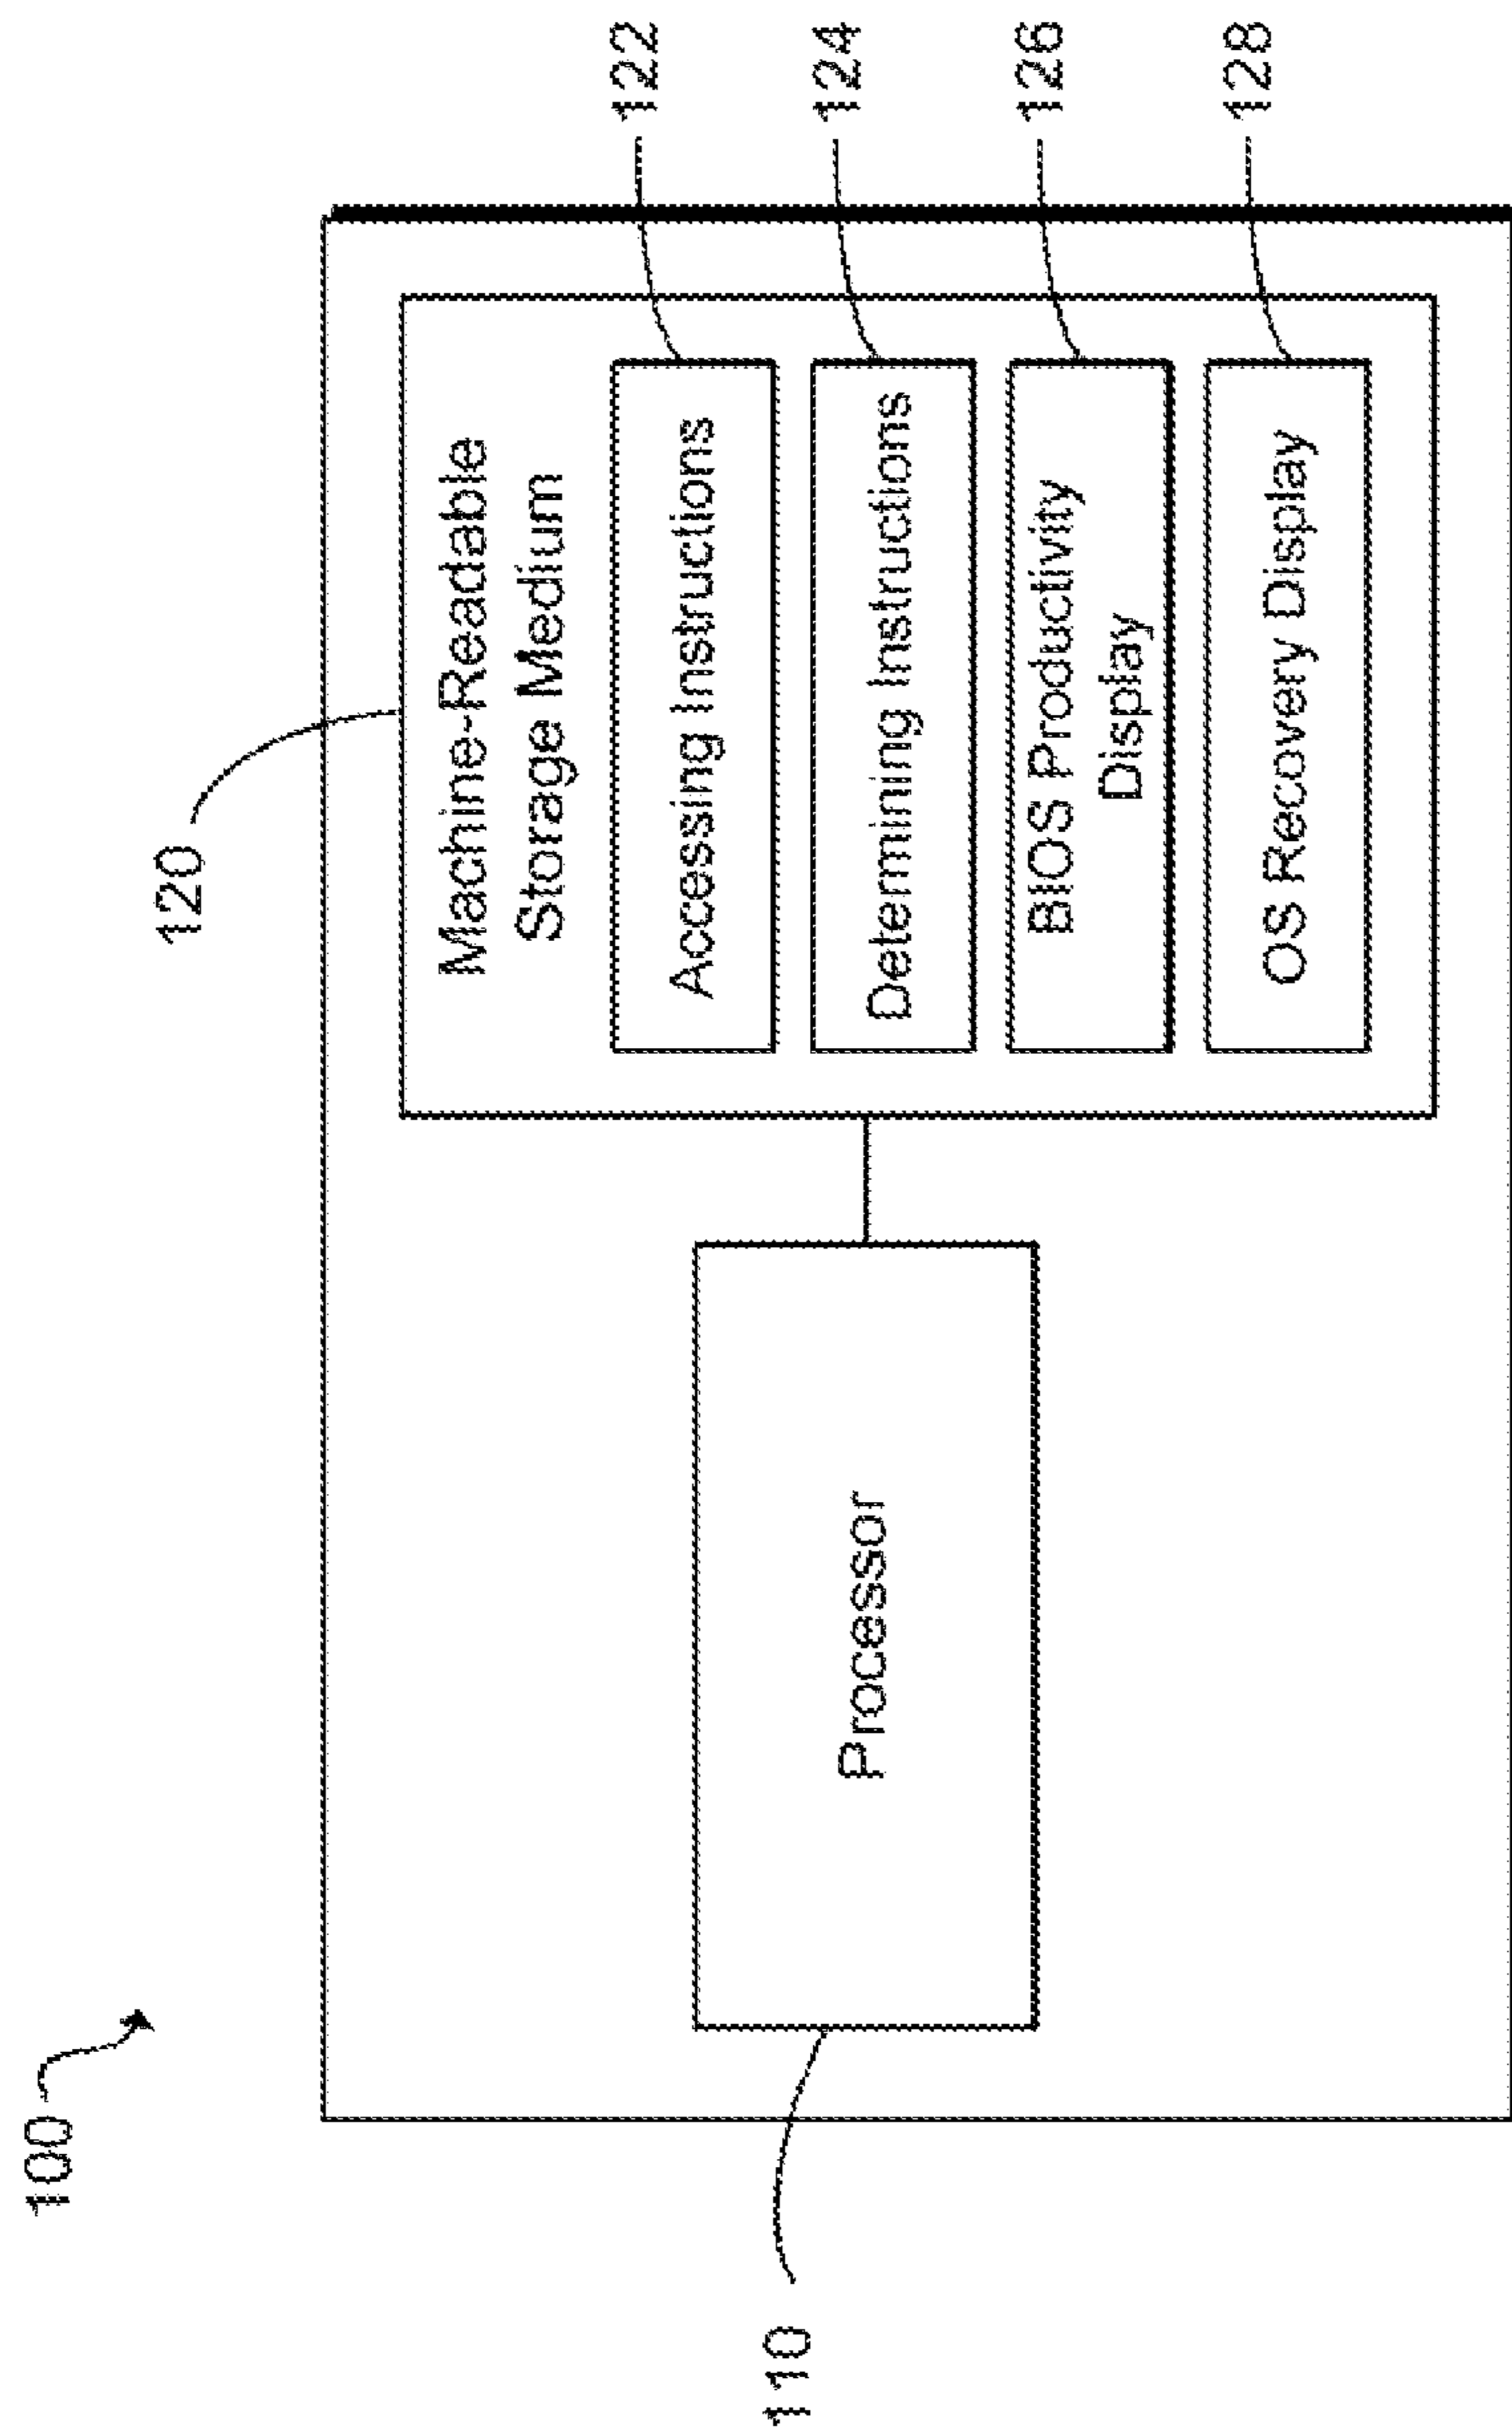 100
120
Machine-Readable
Storage Medium
122
Accessing Instructions
124
Determining Instructions
126
BIOS Productivity
Display
128
OS Recovery Display
110
Processor